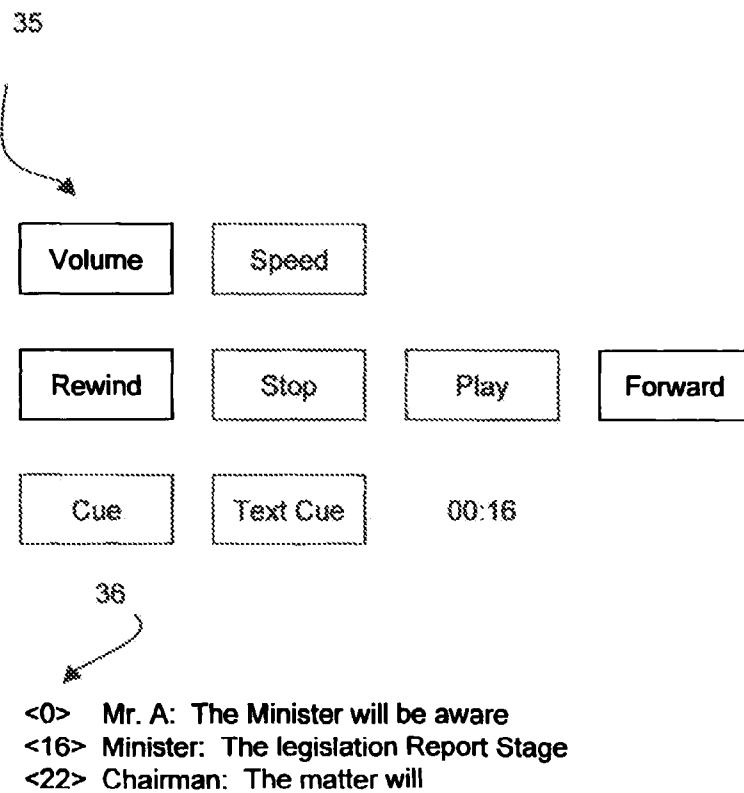 35
Volume Speed
Rewind Stop Play Forward
Cue Text Cue 00:16
36
<0> Mr. A: The Minister will be aware
<16> Minister: The legislation Report Stage
<22> Chairman: The matter will